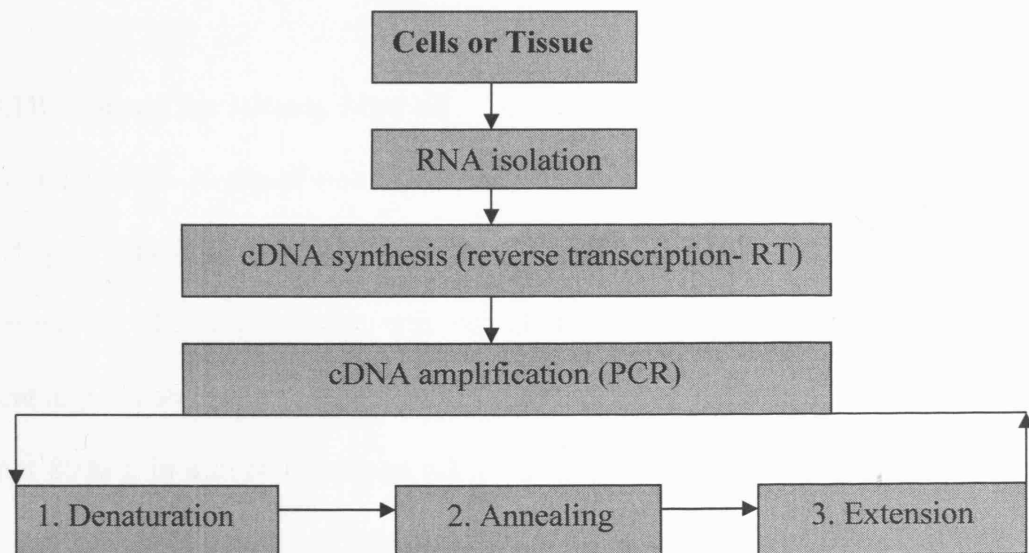 Cells or Tissue
RNA isolation
cDNA synthesis (reverse transcription- RT)
cDNA amplification (PCR)
1. Denaturation
2. Annealing
3. Extension